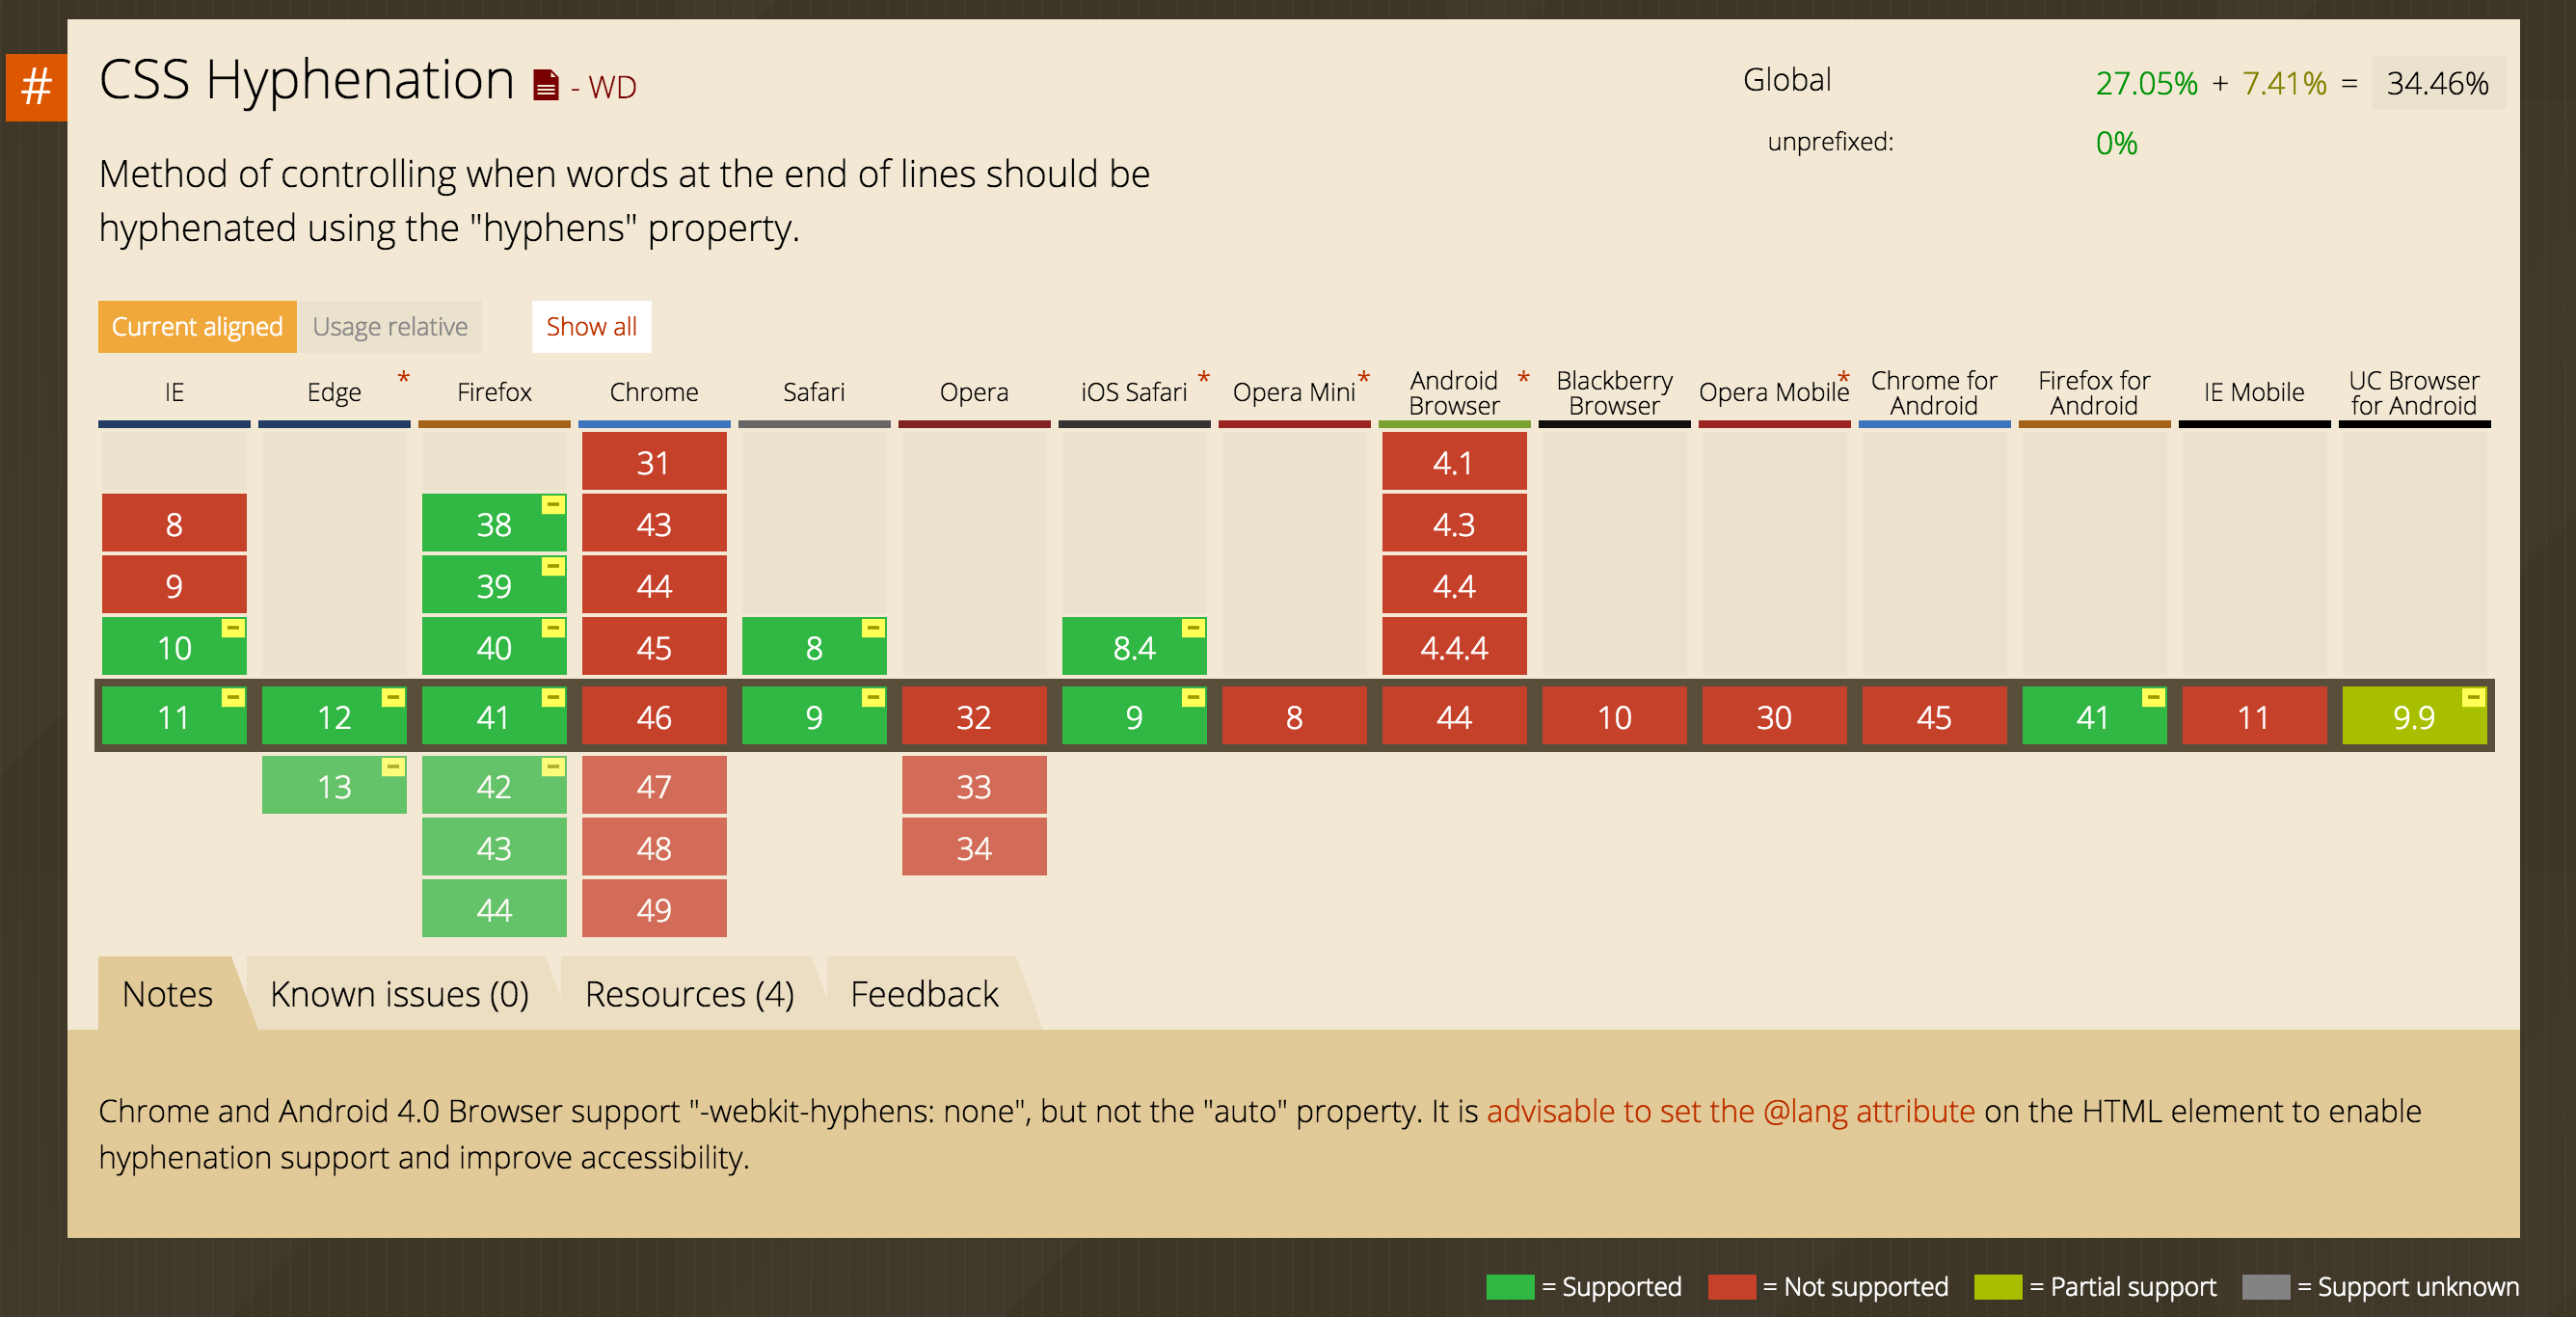 # CSS Hyphenation - WD
Global 27.05% + 7.41% = 34.46%
unprefixed: 0%
Method of controlling when words at the end of lines should be
hyphenated using the "hyphens" property.
Current aligned Usage relative Show all
IE Edge * Firefox Chrome Safari Opera iOS Safari * Opera Mini * Android Browser * Blackberry Browser Opera Mobile * Chrome for Android Firefox for Android IE Mobile UC Browser for Android
31 4.1
8 38 43 4.3
9 39 44 4.4
10 40 45 8 8.4 4.4.4
11 12 41 46 9 32 9 8 44 10 30 45 41 11 9.9
13 42 47 33
43 48 34
44 49
Notes Known issues (0) Resources (4) Feedback
Chrome and Android 4.0 Browser support "-webkit-hyphens: none", but not the "auto" property. It is advisable to set the @lang attribute on the HTML element to enable
hyphenation support and improve accessibility.
= Supported = Not supported = Partial support = Support unknown